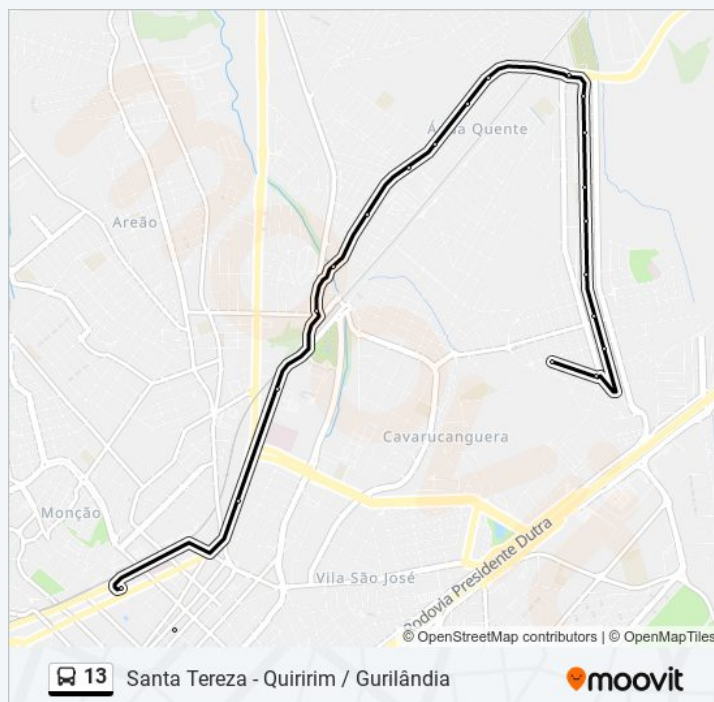 Água Quente
Areão
Cavarucanguera
Monção
Vila São José
Rodovia Presidente Dutra
© OpenStreetMap contributors | © OpenMapTiles
13 Santa Tereza - Quiririm / Gurilândia
moovit